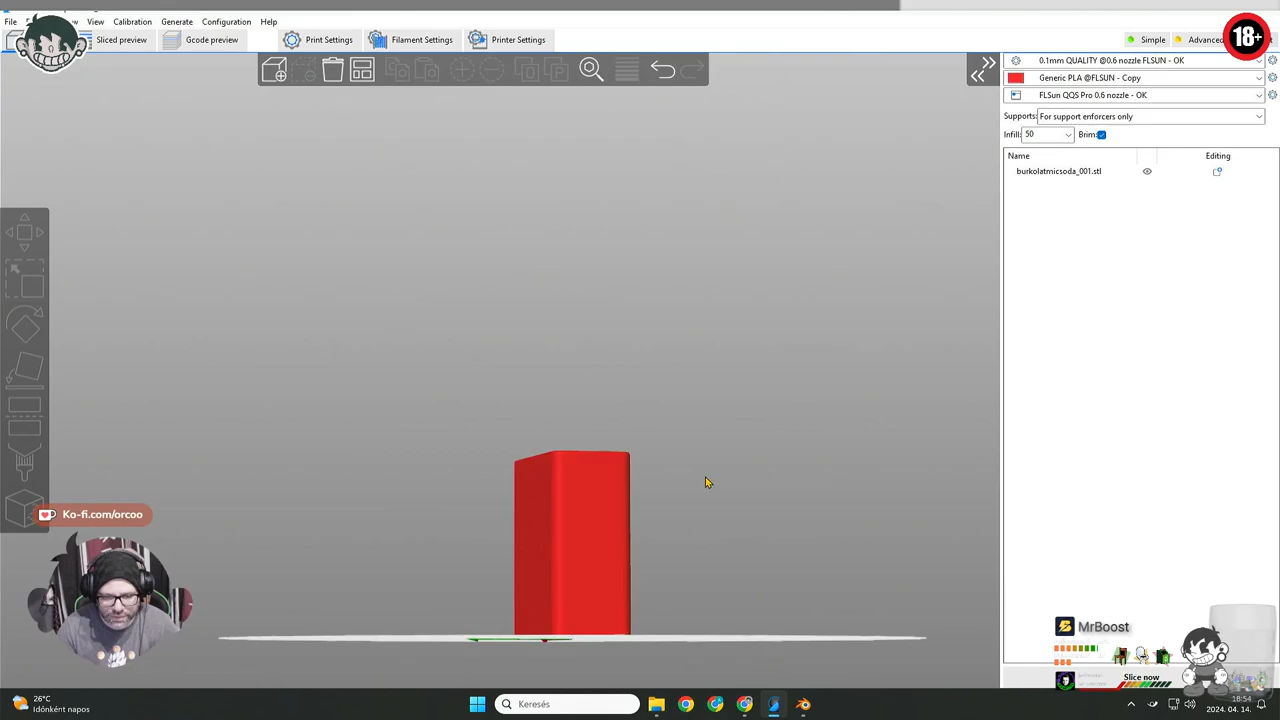 File
View
Calibration
Generate
Configuration
Help
Sliced preview
Gcode preview
Print Settings
Filament Settings
Printer Settings
Simple
Advanced
18+
0.1mm QUALITY @0.6 nozzle FLSUN - OK
Generic PLA @FLSUN - Copy
FLSun QQS Pro 0.6 nozzle - OK
Supports:
For support enforcers only
Infill:
50
Brim:
Name
Editing
burkolatmicsoda_001.stl
Ko-fi.com/orcoo
MrBoost
Slice now
26°C
Időnként napos
Keresés
18:54
2024. 04. 14.